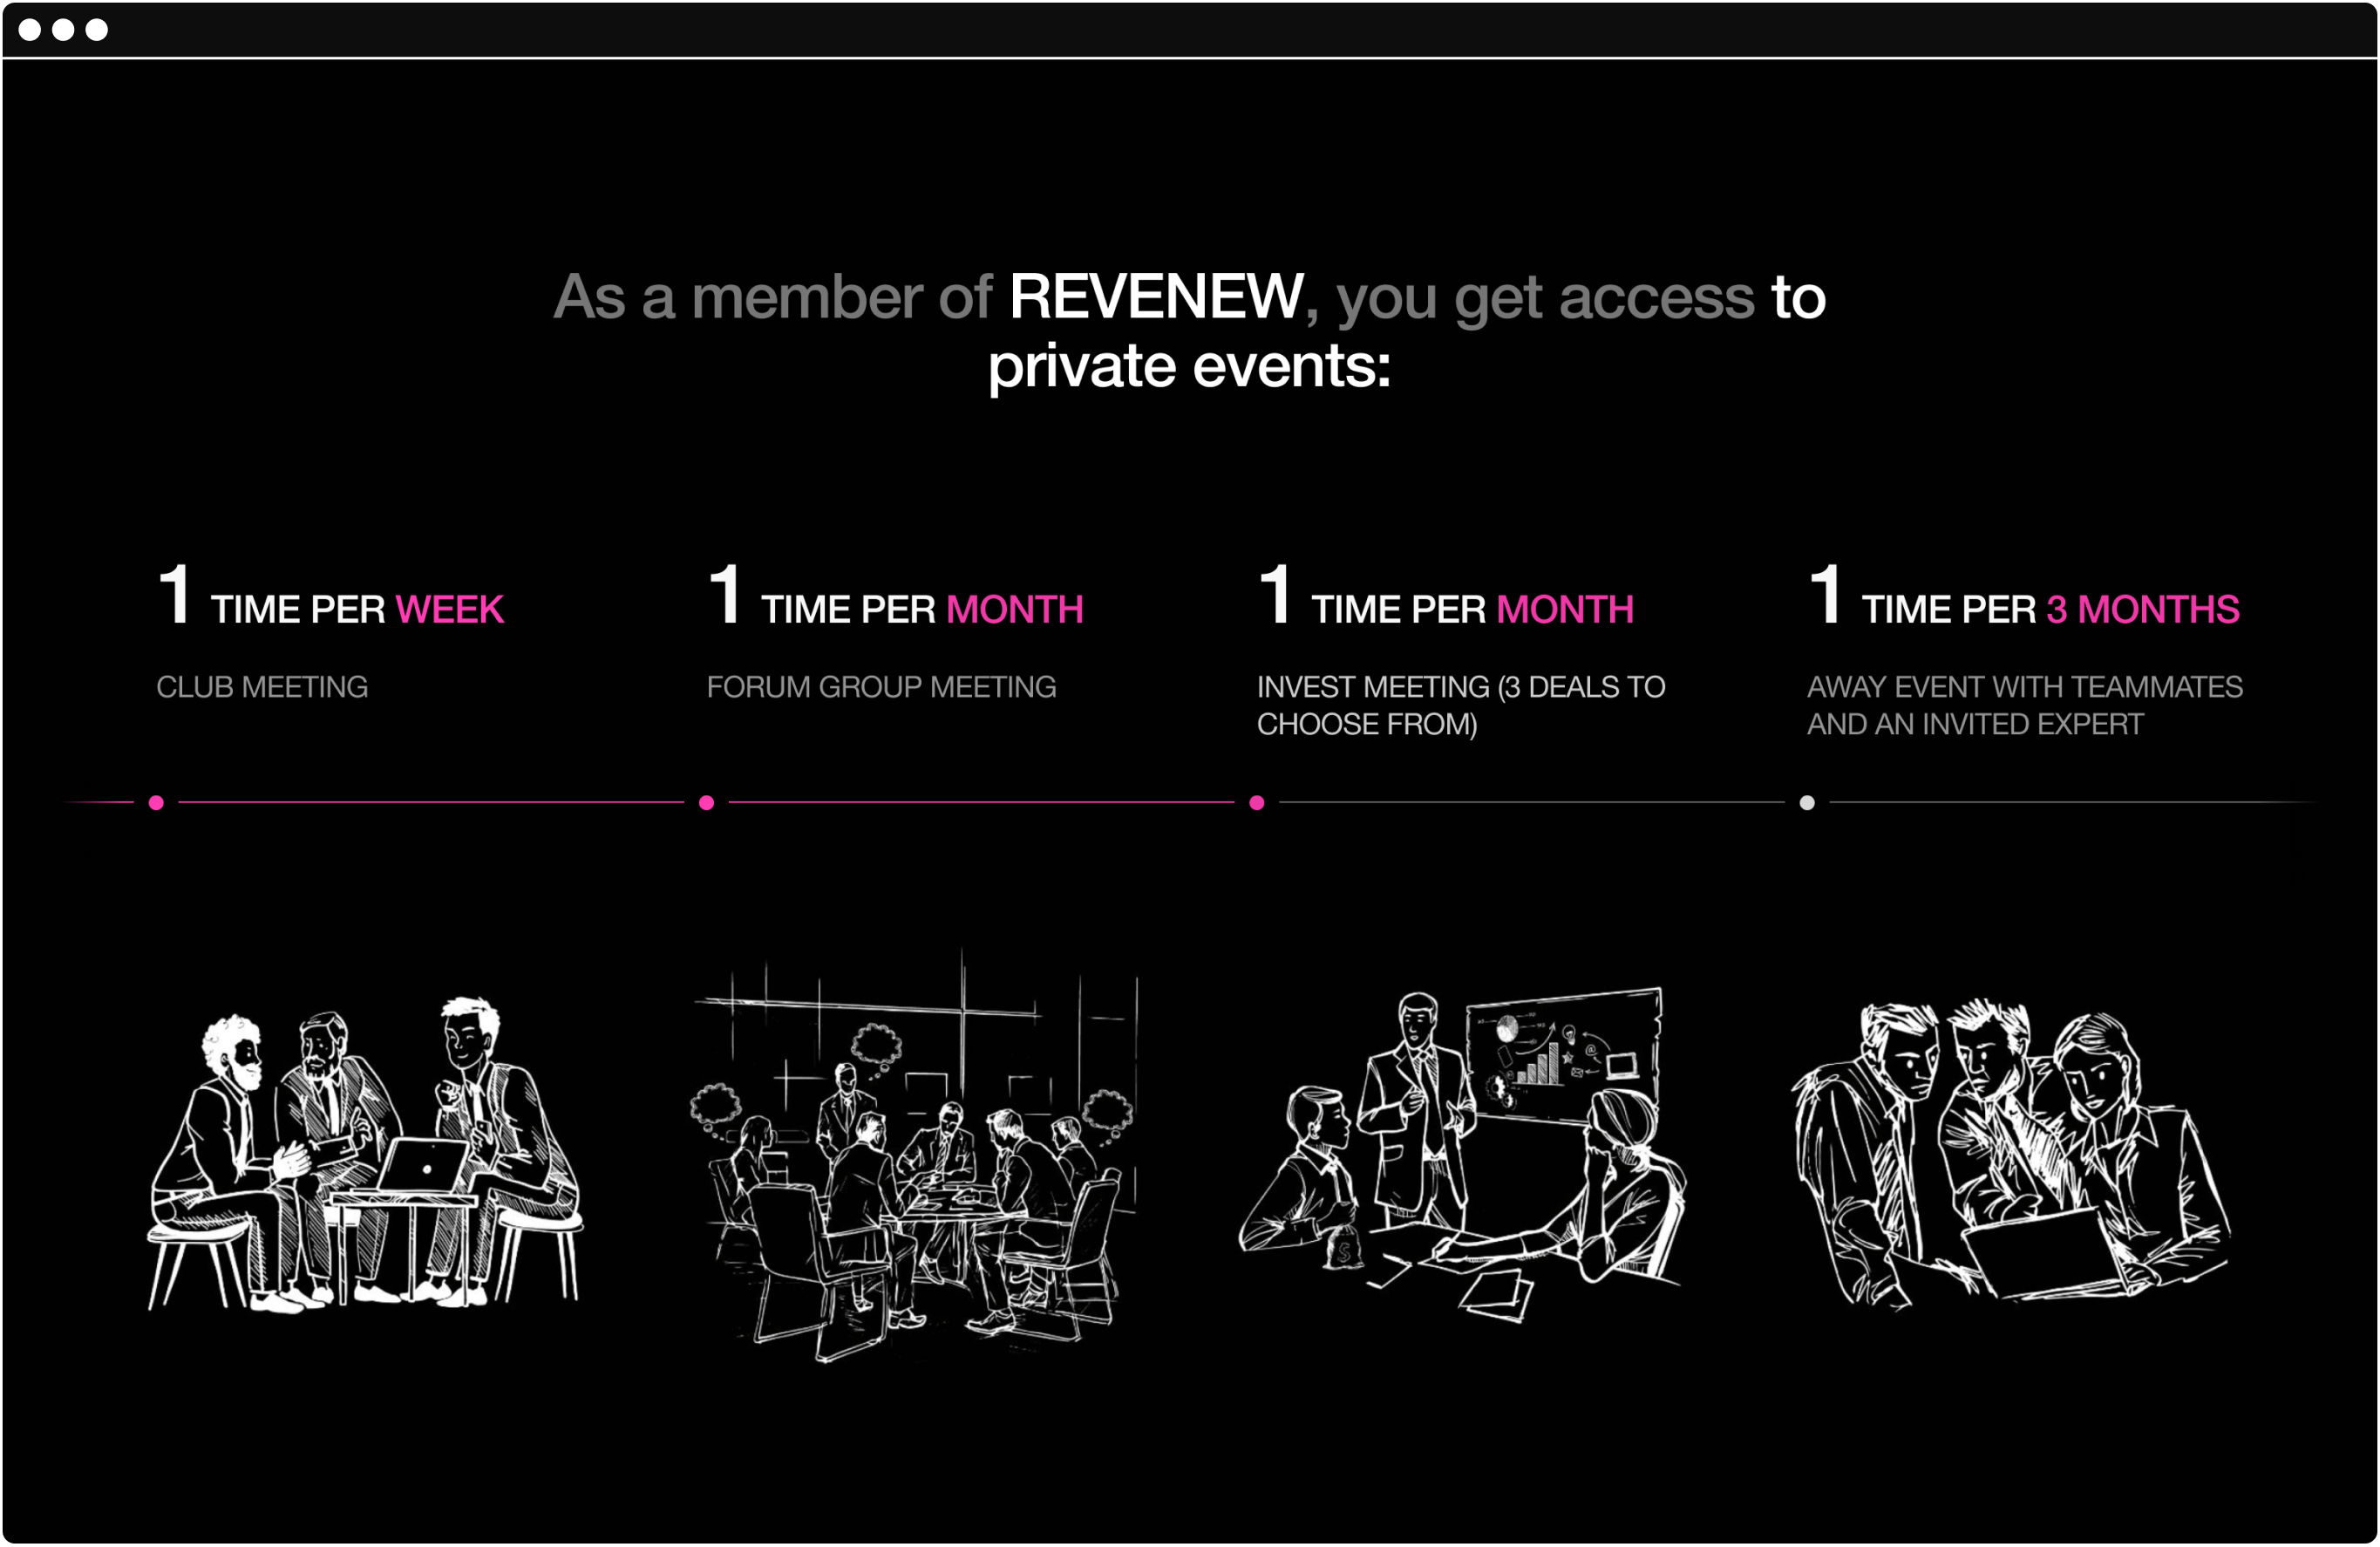 As a member of REVENEW, you get access to
private events:
1 TIME PER WEEK
CLUB MEETING
1 TIME PER MONTH
FORUM GROUP MEETING
1 TIME PER MONTH
INVEST MEETING (3 DEALS TO
CHOOSE FROM)
1 TIME PER 3 MONTHS
AWAY EVENT WITH TEAMMATES
AND AN INVITED EXPERT
$
@